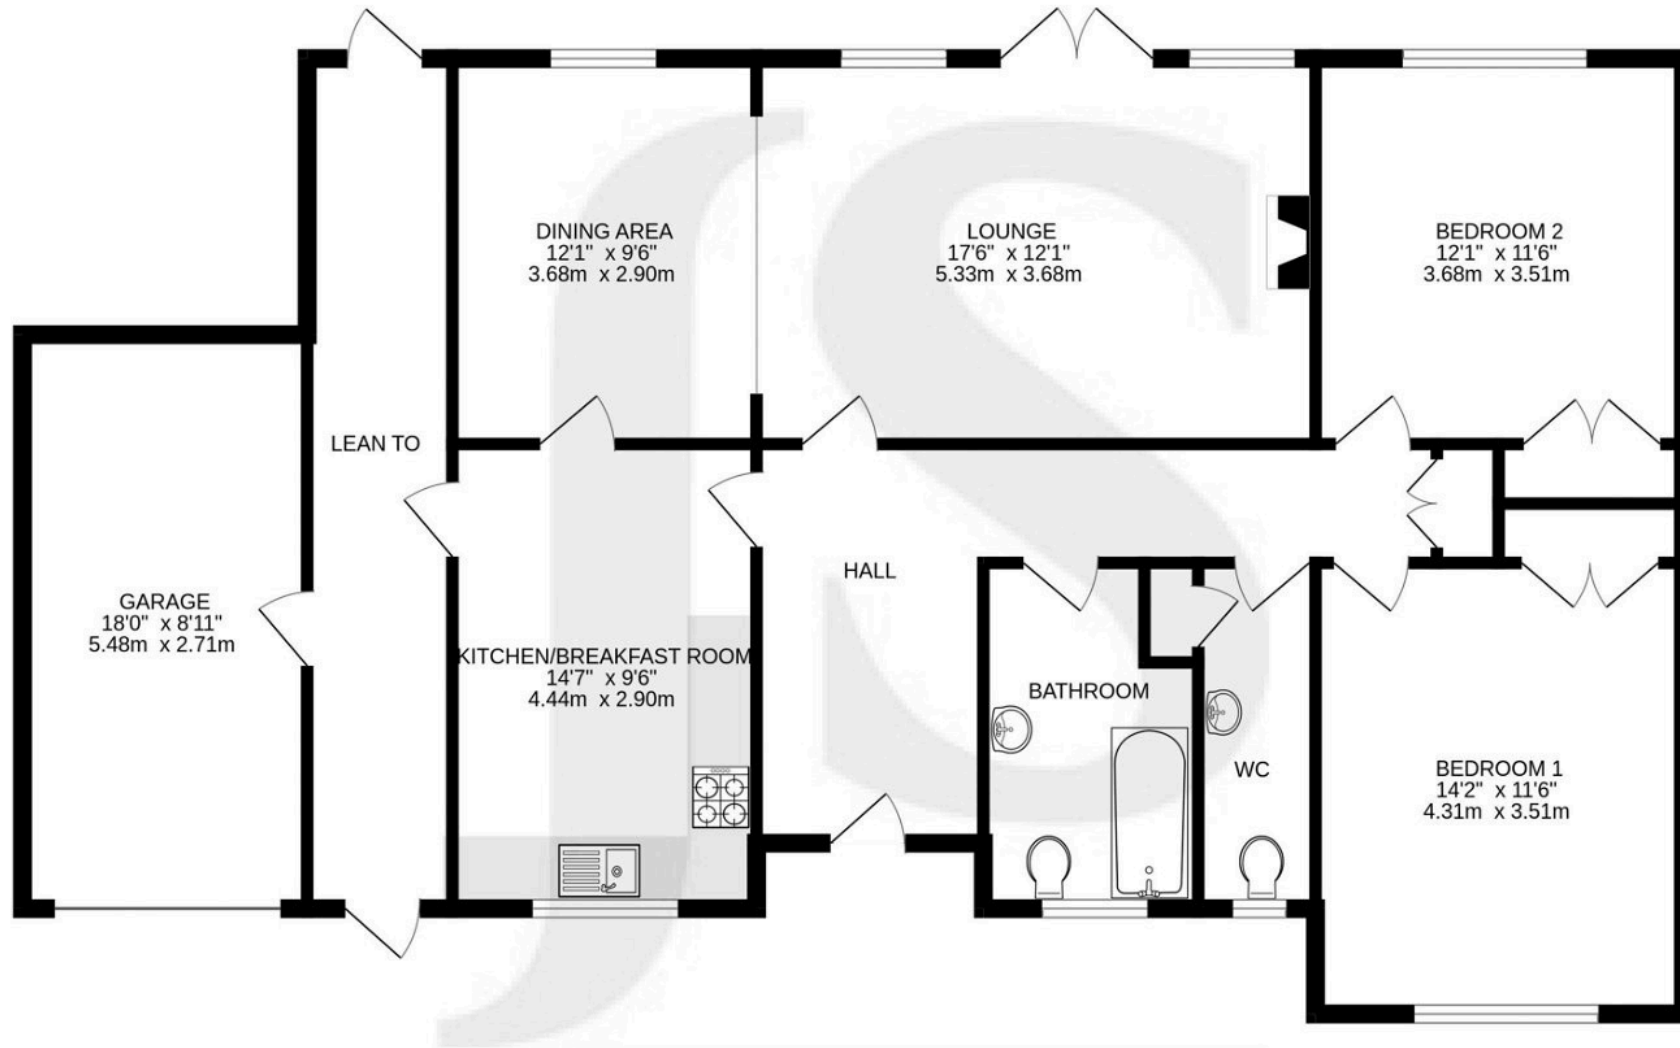 DINING AREA
12'1" x 9'6"
3.68m x 2.90m
LOUNGE
17'6" x 12'1"
5.33m x 3.68m
BEDROOM 2
12'1" x 11'6"
3.68m x 3.51m
LEAN TO
HALL
GARAGE
18'0" x 8'11"
5.48m x 2.71m
KITCHEN/BREAKFAST ROOM
14'7" x 9'6"
4.44m x 2.90m
BATHROOM
WC
BEDROOM 1
14'2" x 11'6"
4.31m x 3.51m
JS